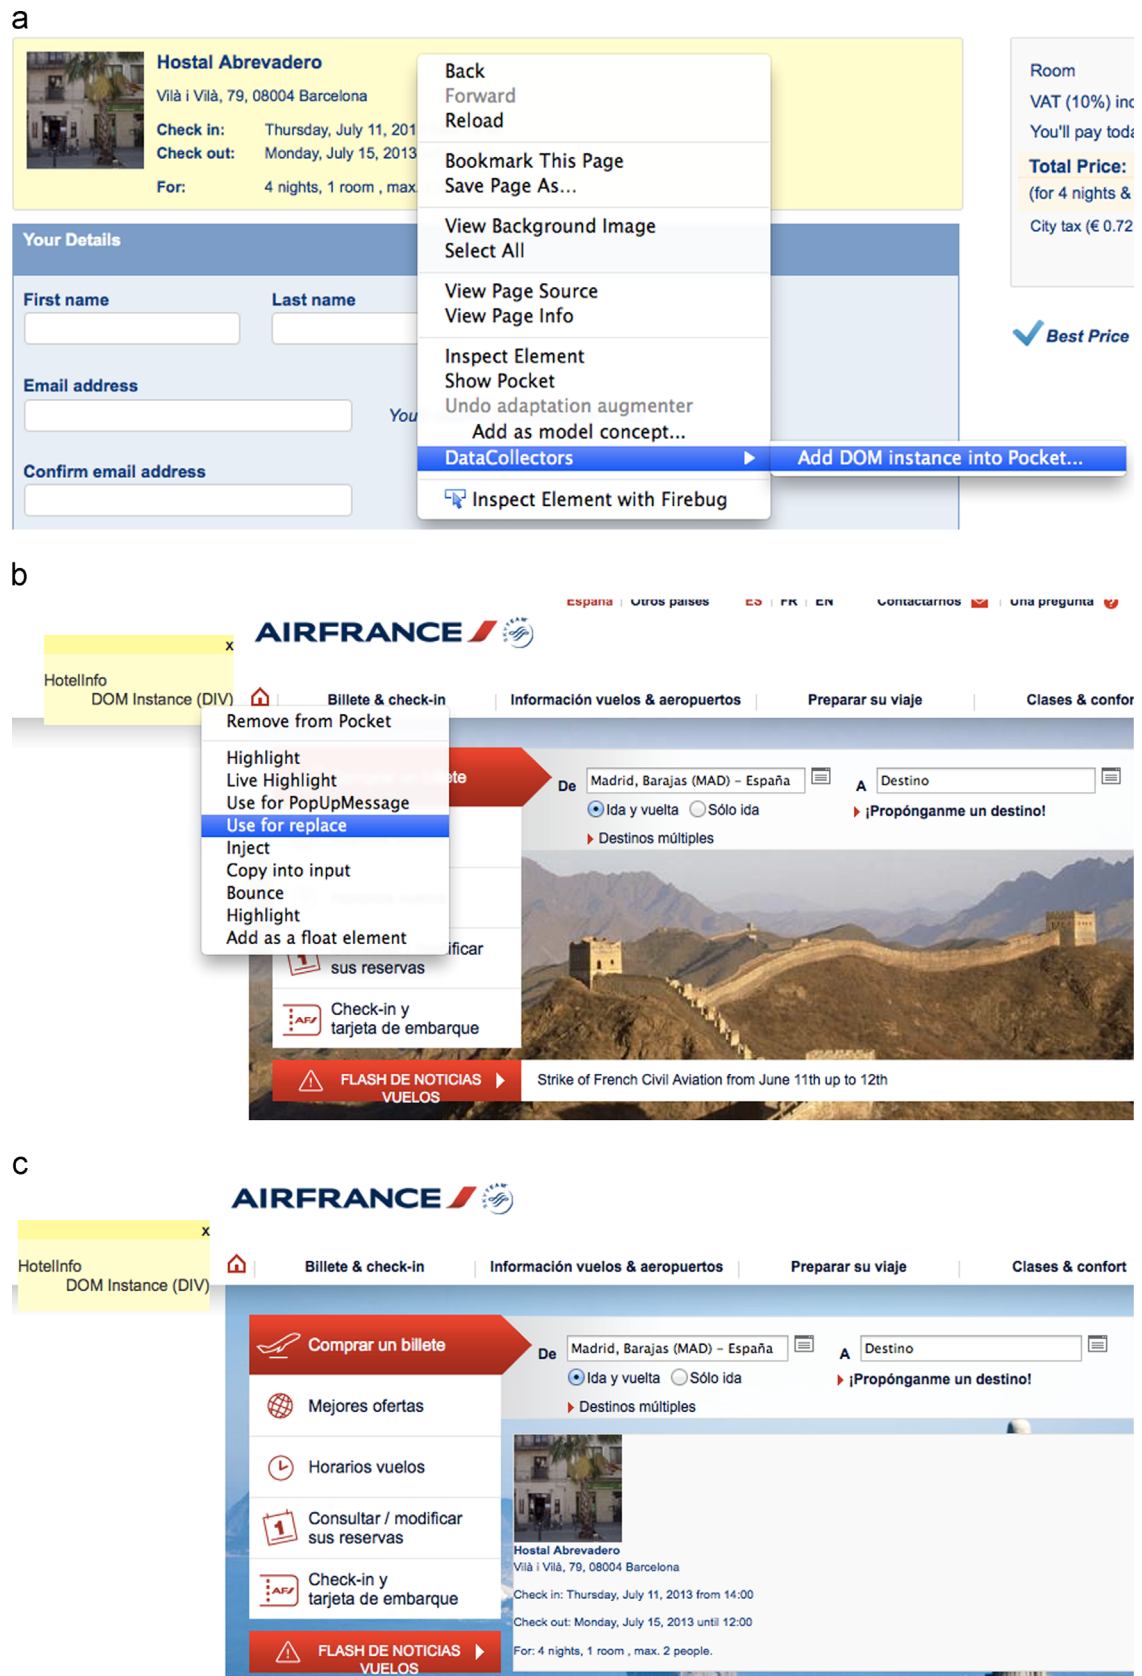 a
Hostal Abrevadero
Vilà i Vilà, 79, 08004 Barcelona
Check in: Thursday, July 11, 201
Check out: Monday, July 15, 2013
For: 4 nights, 1 room , max.
Back
Forward
Reload
Bookmark This Page
Save Page As...
View Background Image
Select All
View Page Source
View Page Info
Inspect Element
Show Pocket
Undo adaptation augmenter
Add as model concept...
DataCollectors
Add DOM instance into Pocket...
Inspect Element with Firebug
Room
VAT (10%) inc
You'll pay toda
Total Price:
(for 4 nights &
City tax (€ 0.72
Best Price
Your Details
First name
Last name
Email address
You
Confirm email address
b
España Otros países ES FR EN Contactarnos Una pregunta ?
AIRFRANCE
x
HotelInfo
DOM Instance (DIV)
Billete & check-in
Información vuelos & aeropuertos
Preparar su viaje
Clases & confor
Remove from Pocket
Highlight
Live Highlight
Use for PopUpMessage
Use for replace
Inject
Copy into input
Bounce
Highlight
Add as a float element
De Madrid, Barajas (MAD) – España
A Destino
Ida y vuelta Sólo ida
¡Propónganme un destino!
Destinos múltiples
ificar
sus reservas
1
Check-in y
tarjeta de embarque
AF
FLASH DE NOTICIAS
VUELOS
Strike of French Civil Aviation from June 11th up to 12th
c
AIRFRANCE
x
HotelInfo
DOM Instance (DIV)
Billete & check-in
Información vuelos & aeropuertos
Preparar su viaje
Clases & confort
Comprar un billete
De Madrid, Barajas (MAD) – España
A Destino
Ida y vuelta Sólo ida
¡Propónganme un destino!
Destinos múltiples
Mejores ofertas
Horarios vuelos
1
Consultar / modificar
sus reservas
AF
Check-in y
tarjeta de embarque
FLASH DE NOTICIAS
VUELOS
Hostal Abrevadero
Vilà i Vilà, 79, 08004 Barcelona
Check in: Thursday, July 11, 2013 from 14:00
Check out: Monday, July 15, 2013 until 12:00
For: 4 nights, 1 room , max. 2 people.